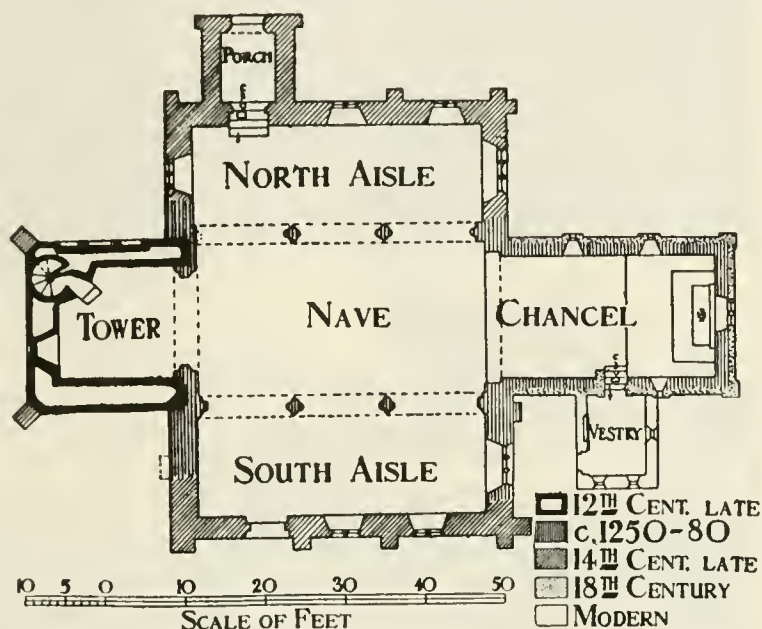 PORCH
NORTH AISLE
TOWER
NAVE
CHANCEL
VESTRY
SOUTH AISLE
12TH CENT. LATE
c. 1250-80
14TH CENT. LATE
18TH CENTURY
MODERN
10 5 0 10 20 30 40 50
SCALE OF FEET